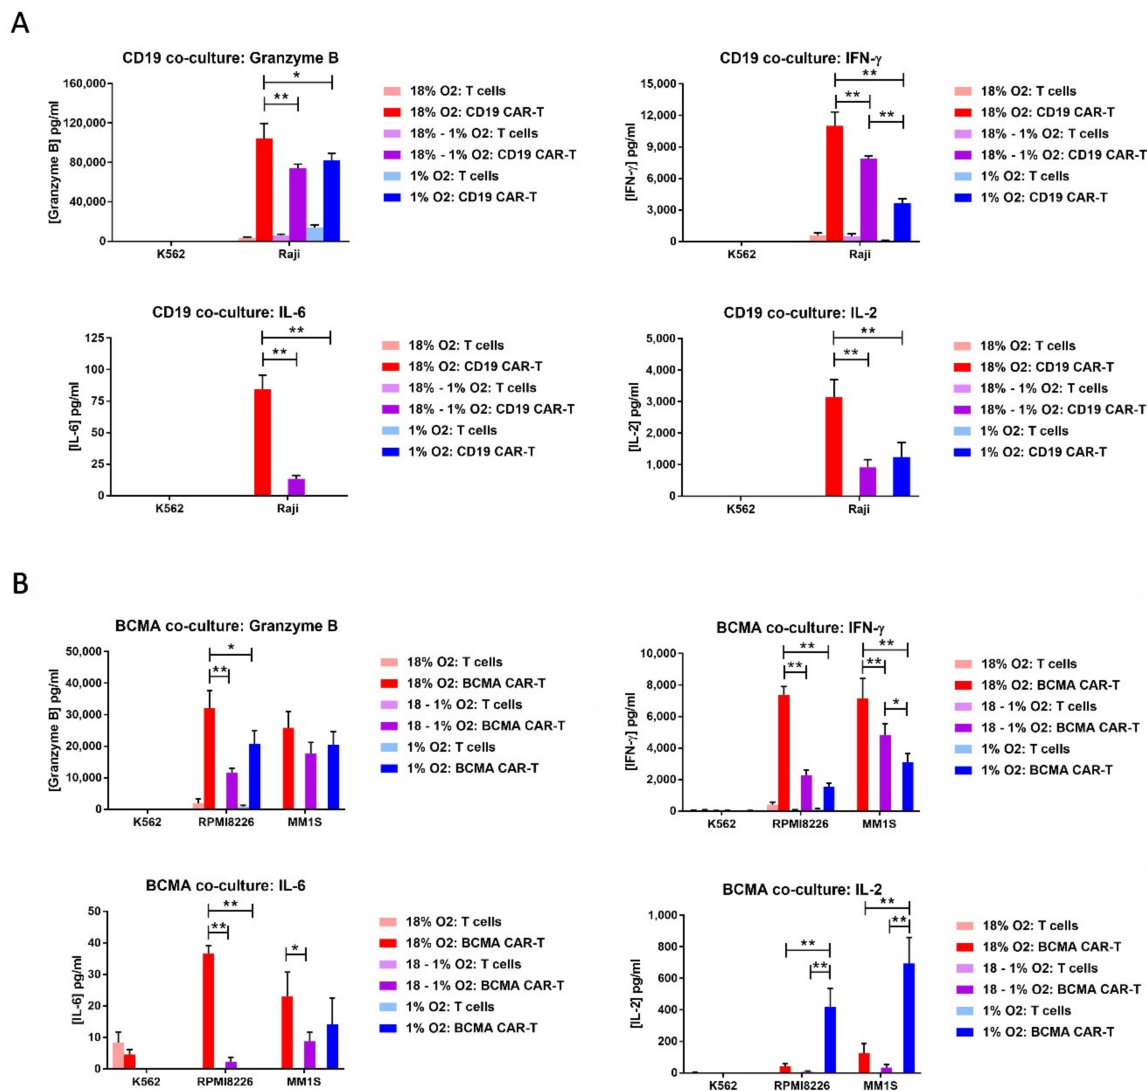 A
CD19 co-culture: Granzyme B
[Granzyme B] pg/ml
160,000
120,000
80,000
40,000
0
K562
Raji
*
**
18% O2: T cells
18% O2: CD19 CAR-T
18% - 1% O2: T cells
18% - 1% O2: CD19 CAR-T
1% O2: T cells
1% O2: CD19 CAR-T
CD19 co-culture: IFN-γ
[IFN-γ] pg/ml
15,000
12,000
9,000
6,000
3,000
0
K562
Raji
**
**
**
18% O2: T cells
18% O2: CD19 CAR-T
18% - 1% O2: T cells
18% - 1% O2: CD19 CAR-T
1% O2: T cells
1% O2: CD19 CAR-T
CD19 co-culture: IL-6
[IL-6] pg/ml
125
100
75
50
25
0
K562
Raji
**
**
18% O2: T cells
18% O2: CD19 CAR-T
18% - 1% O2: T cells
18% - 1% O2: CD19 CAR-T
1% O2: T cells
1% O2: CD19 CAR-T
CD19 co-culture: IL-2
[IL-2] pg/ml
5,000
4,000
3,000
2,000
1,000
0
K562
Raji
**
**
18% O2: T cells
18% O2: CD19 CAR-T
18% - 1% O2: T cells
18% - 1% O2: CD19 CAR-T
1% O2: T cells
1% O2: CD19 CAR-T
B
BCMA co-culture: Granzyme B
[Granzyme B] pg/ml
50,000
40,000
30,000
20,000
10,000
0
K562
RPMI8226
MM1S
*
**
18% O2: T cells
18% O2: BCMA CAR-T
18 - 1% O2: T cells
18 - 1% O2: BCMA CAR-T
1% O2: T cells
1% O2: BCMA CAR-T
BCMA co-culture: IFN-γ
[IFN-γ] pg/ml
10,000
8,000
6,000
4,000
2,000
0
K562
RPMI8226
MM1S
**
**
**
**
*
18% O2: T cells
18% O2: BCMA CAR-T
18 - 1% O2: T cells
18 - 1% O2: BCMA CAR-T
1% O2: T cells
1% O2: BCMA CAR-T
BCMA co-culture: IL-6
[IL-6] pg/ml
50
40
30
20
10
0
K562
RPMI8226
MM1S
**
**
*
18% O2: T cells
18% O2: BCMA CAR-T
18 - 1% O2: T cells
18 - 1% O2: BCMA CAR-T
1% O2: T cells
1% O2: BCMA CAR-T
BCMA co-culture: IL-2
[IL-2] pg/ml
1,000
800
600
400
200
0
K562
RPMI8226
MM1S
**
**
**
**
18% O2: T cells
18% O2: BCMA CAR-T
18 - 1% O2: T cells
18 - 1% O2: BCMA CAR-T
1% O2: T cells
1% O2: BCMA CAR-T